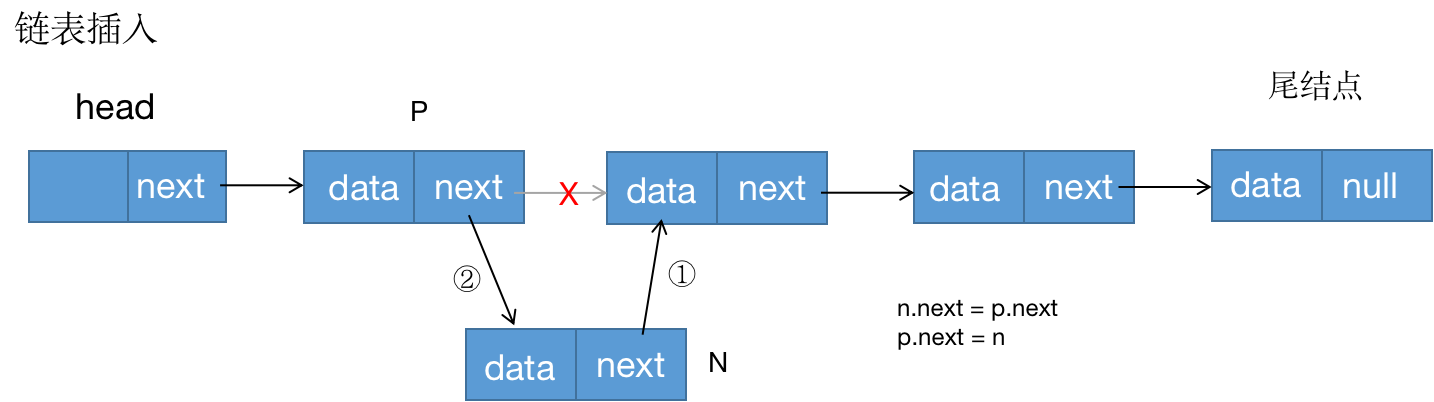 链表插入
head
P
尾结点
next
data next
X
data next
data next
data null
②
①
n.next = p.next
p.next = n
data next
N